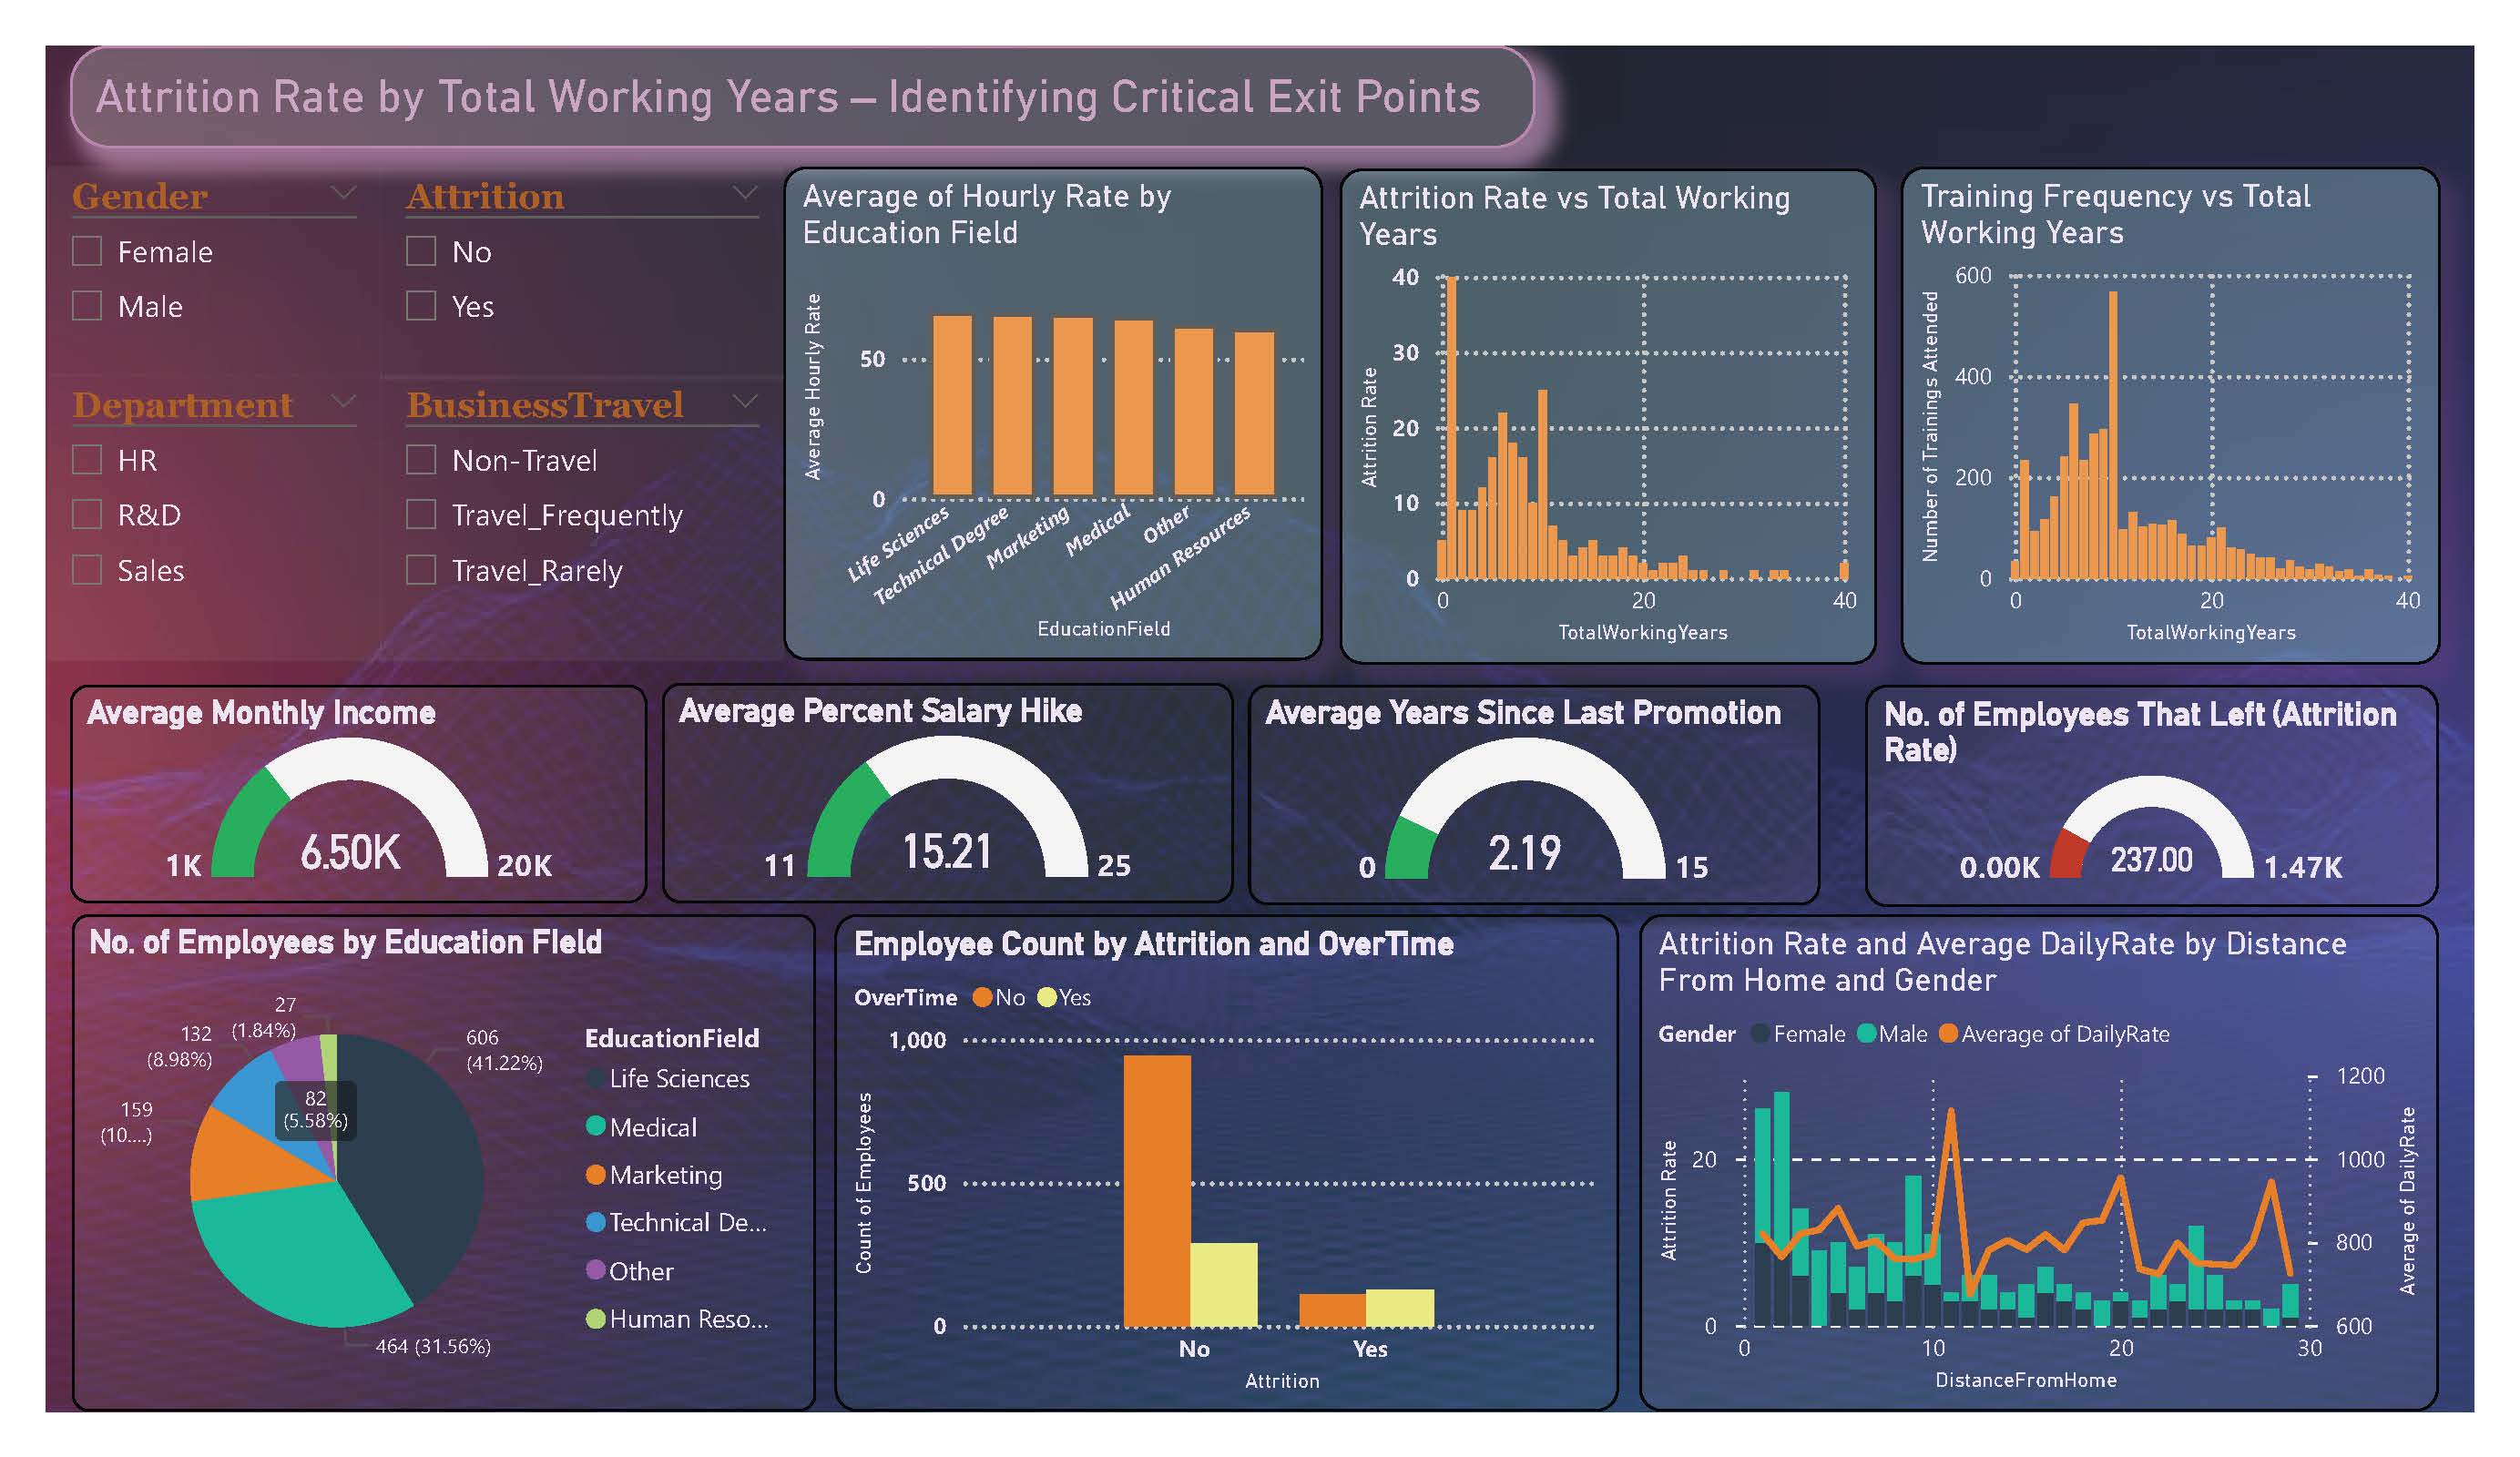 Attrition Rate by Total Working Years – Identifying Critical Exit Points
Gender
Female
Male
Attrition
No
Yes
Department
HR
R&D
Sales
BusinessTravel
Non-Travel
Travel_Frequently
Travel_Rarely
Average of Hourly Rate by
Education Field
Average Hourly Rate
50
0
Life Sciences
Technical Degree
Marketing
Medical
Other
Human Resources
EducationField
Attrition Rate vs Total Working
Years
Attrition Rate
40
30
20
10
0
0 20 40
TotalWorkingYears
Training Frequency vs Total
Working Years
Number of Trainings Attended
600
400
200
0
0 20 40
TotalWorkingYears
Average Monthly Income
6.50K
1K 20K
Average Percent Salary Hike
15.21
11 25
Average Years Since Last Promotion
2.19
0 15
No. of Employees That Left (Attrition
Rate)
237.00
0.00K 1.47K
No. of Employees by Education FIeld
27
(1.84%)
132
(8.98%)
606
(41.22%)
82
(5.58%)
159
(10....)
464 (31.56%)
EducationField
Life Sciences
Medical
Marketing
Technical De...
Other
Human Reso...
Employee Count by Attrition and OverTime
OverTime No Yes
Count of Employees
1,000
500
0
No Yes
Attrition
Attrition Rate and Average DailyRate by Distance
From Home and Gender
Gender Female Male Average of DailyRate
Attrition Rate
20
0
1200
1000
800
600
Average of DailyRate
0 10 20 30
DistanceFromHome